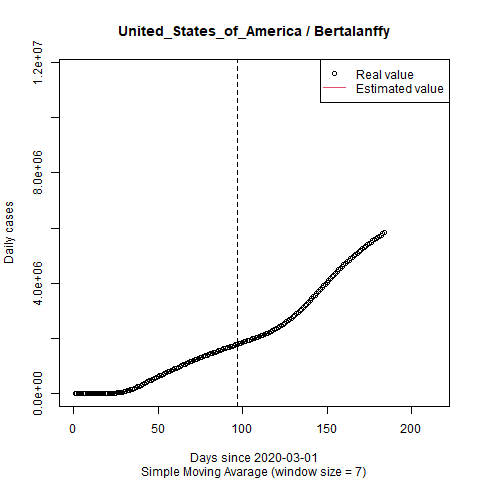 United_States_of_America / Bertalanffy
Real value
Estimated value
Daily cases
0.0e+00
4.0e+06
8.0e+06
1.2e+07
0
50
100
150
200
Days since 2020-03-01
Simple Moving Avarage (window size = 7)